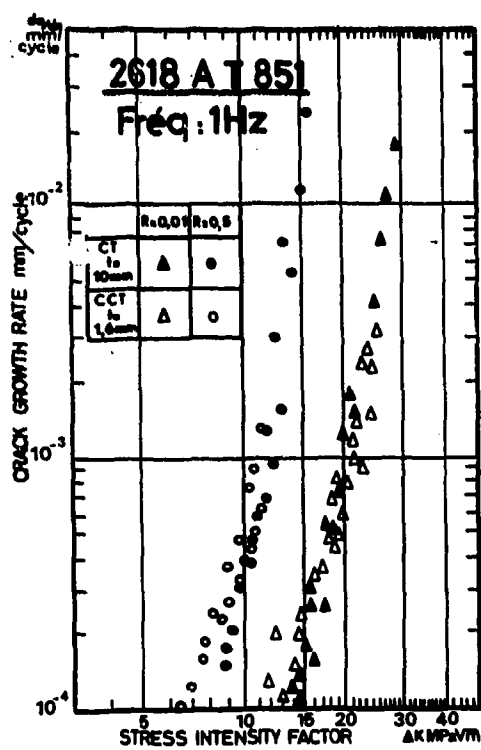 da/dn
mm/
cycle
2618 A T 851
Fréq : 1Hz
10-2
R=0,01 R=0,5
CT
t=
10mm
CCT
t=
1,6mm
CRACK GROWTH RATE mm/cycle
10-3
10-4
5 10 15 20 30 40
STRESS INTENSITY FACTOR ΔK MPa√m